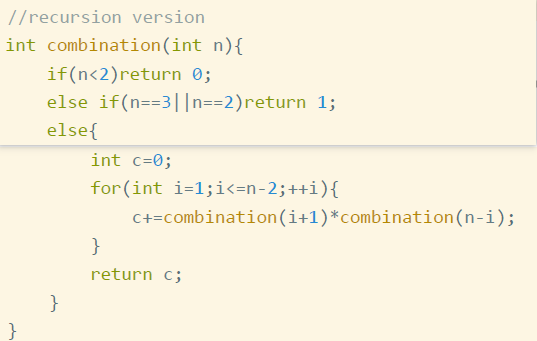 //recursion version
int combination(int n){
    if(n<2)return 0;
    else if(n==3||n==2)return 1;
    else{
        int c=0;
        for(int i=1;i<=n-2;++i){
            c+=combination(i+1)*combination(n-i);
        }
        return c;
    }
}